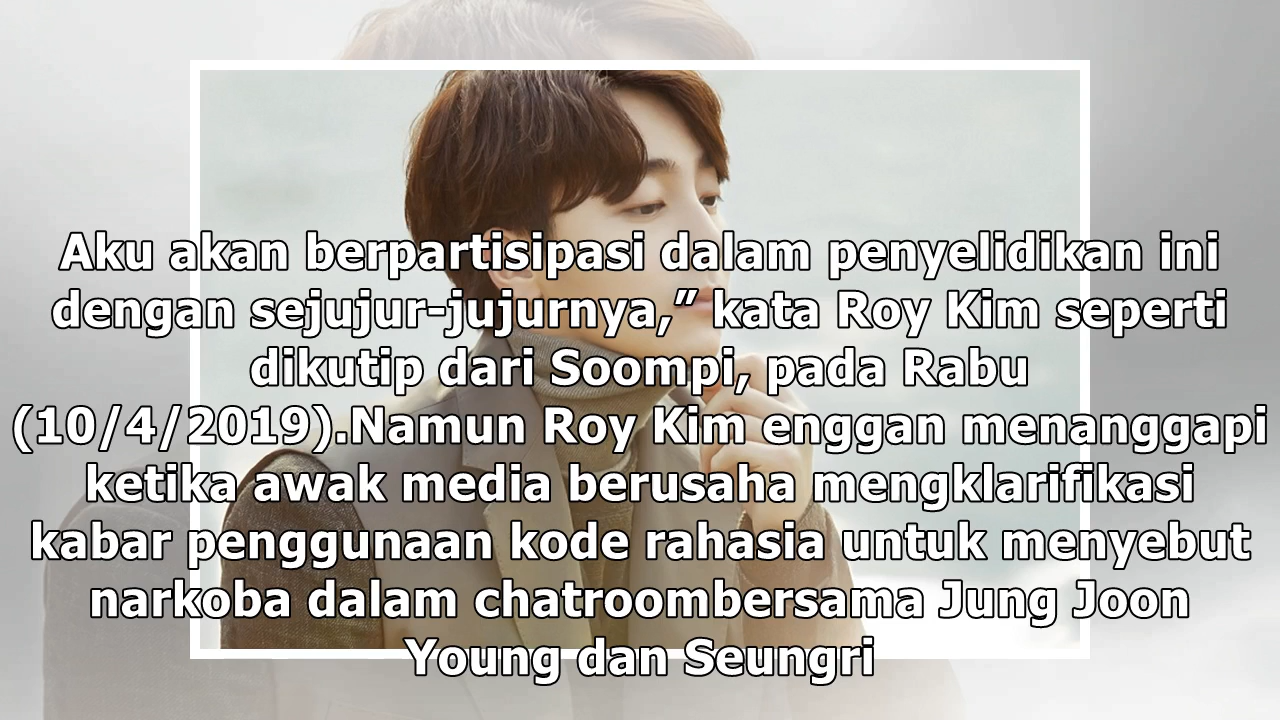 Aku akan berpartisipasi dalam penyelidikan ini
dengan sejujur-jujurnya,” kata Roy Kim seperti
dikutip dari Soompi, pada Rabu
(10/4/2019).Namun Roy Kim enggan menanggapi
ketika awak media berusaha mengklarifikasi
kabar penggunaan kode rahasia untuk menyebut
narkoba dalam chatroombersama Jung Joon
Young dan Seungri